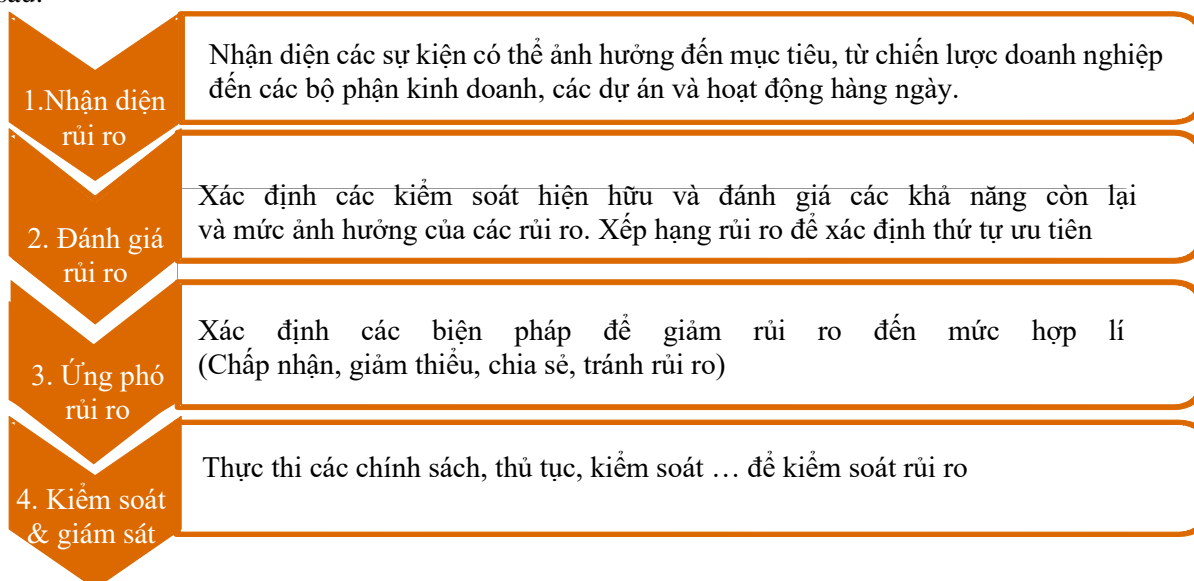 sau:
1.Nhận diện
rủi ro
Nhận diện các sự kiện có thể ảnh hưởng đến mục tiêu, từ chiến lược doanh nghiệp
đến các bộ phận kinh doanh, các dự án và hoạt động hàng ngày.
2. Đánh giá
rủi ro
Xác định các kiểm soát hiện hữu và đánh giá các khả năng còn lại
và mức ảnh hưởng của các rủi ro. Xếp hạng rủi ro để xác định thứ tự ưu tiên
3. Ứng phó
rủi ro
Xác định các biện pháp để giảm rủi ro đến mức hợp lí
(Chấp nhận, giảm thiểu, chia sẻ, tránh rủi ro)
4. Kiểm soát
& giám sát
Thực thi các chính sách, thủ tục, kiểm soát … để kiểm soát rủi ro